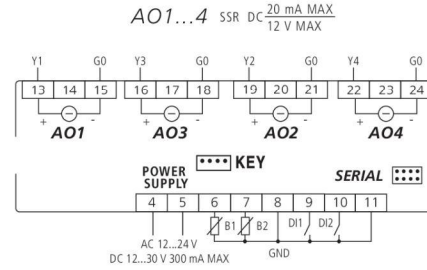 AO1...4 SSR DC 20 mA MAX
12 V MAX
Y1 G0 Y3 G0 Y2 G0 Y4 G0
13 14 15 16 17 18 19 20 21 22 23 24
+ - + - + - + -
AO1 AO3 AO2 AO4
KEY
POWER
SUPPLY
SERIAL
4 5 6 7 8 9 10 11
B1 B2 DI1 DI2
AC 12...24 V
GND
DC 12...30 V 300 mA MAX